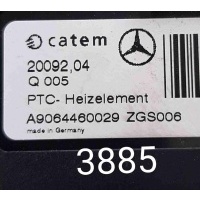 catem
20092,04
Q 005
PTC- Heizelement
A9064460029 ZGS006
made in Germany
3885